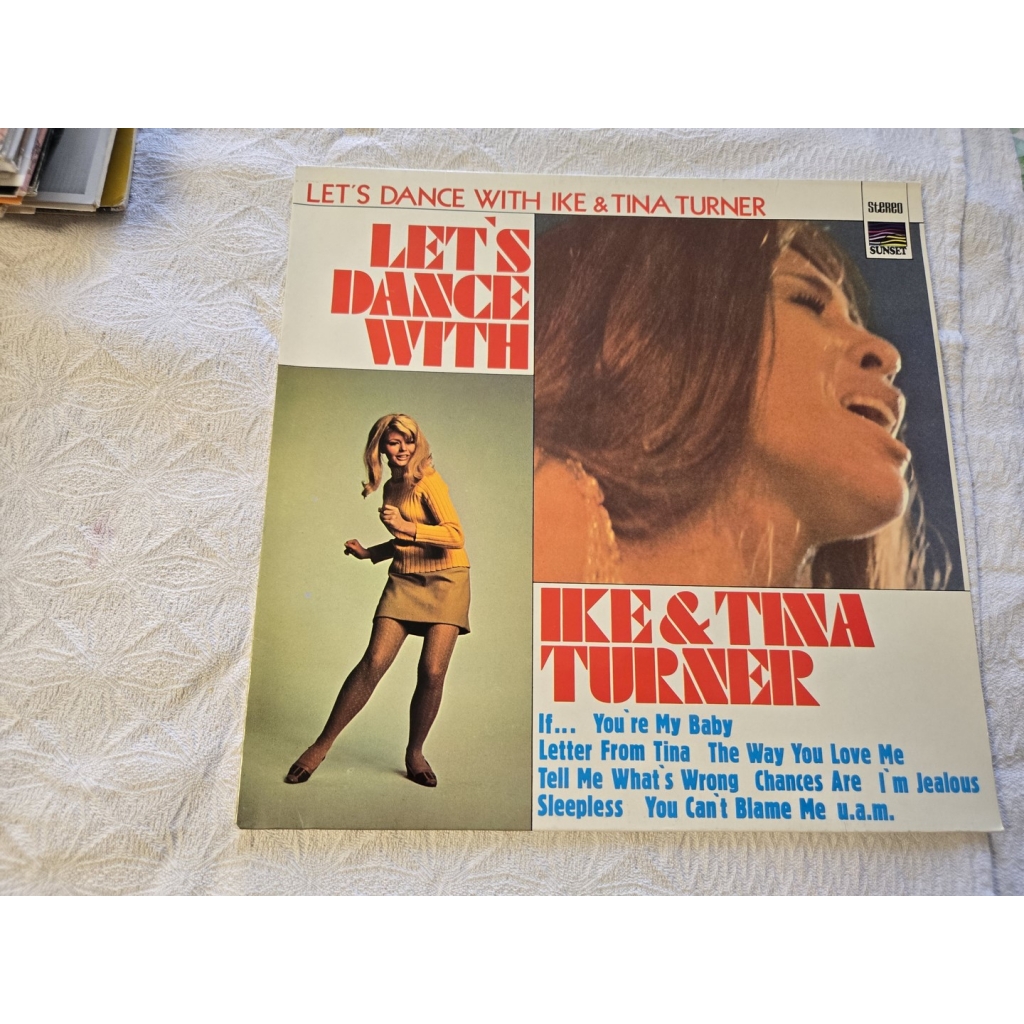 LET'S DANCE WITH IKE & TINA TURNER
STEREO
SUNSET
LET'S
DANCE
WITH
IKE & TINA
TURNER
If... You're My Baby
Letter From Tina The Way You Love Me
Tell Me What's Wrong Chances Are I'm Jealous
Sleepless You Can't Blame Me u.a.m.